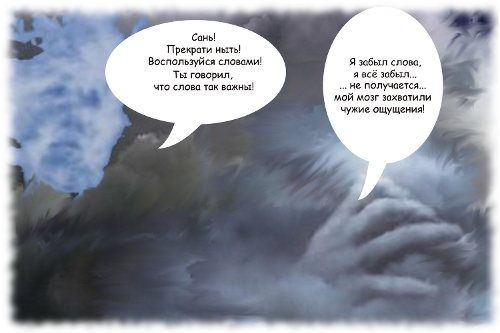 Сань!
Прекрати ныть!
Воспользуйся словами!
Ты говорил,
что слова так важны!
Я забыл слова,
я всё забыл...
... не получается...
мой мозг захватили
чужие ощущения!